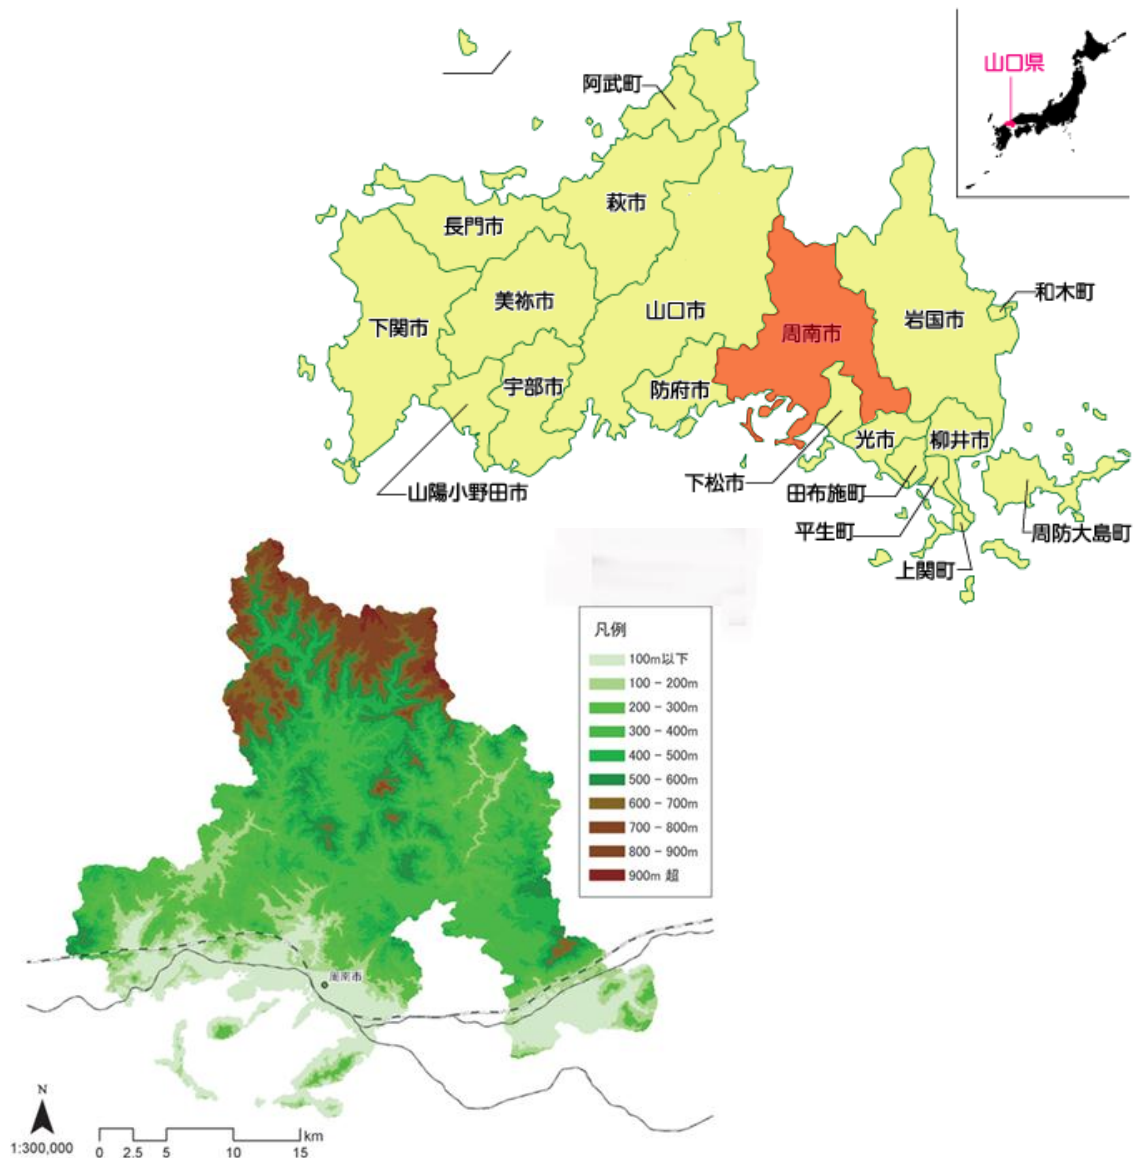 山口県
阿武町
萩市
長門市
美祢市
山口市
下関市
周南市
岩国市
和木町
宇部市
防府市
光市
柳井市
山陽小野田市
下松市
田布施町
平生町
周防大島町
上関町
凡例
100m以下
100 - 200m
200 - 300m
300 - 400m
400 - 500m
500 - 600m
600 - 700m
700 - 800m
800 - 900m
900m 超
周南市
N
1:300,000
0 2.5 5 10 15 km